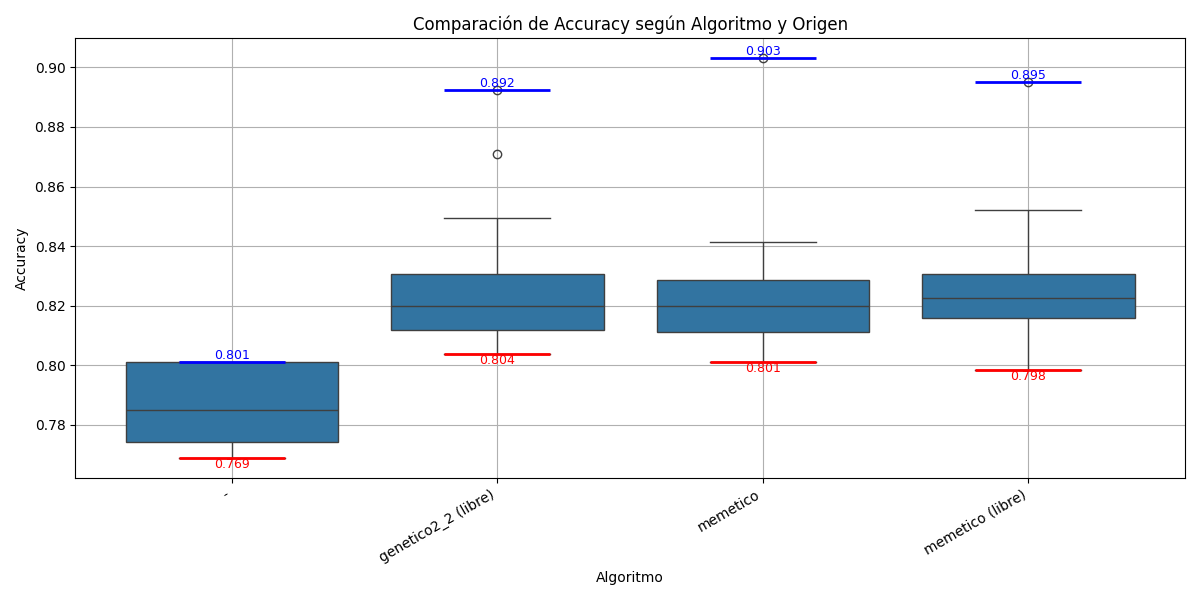 Comparación de Accuracy según Algoritmo y Origen
Accuracy
0.90
0.88
0.86
0.84
0.82
0.80
0.78
0.801
0.769
0.892
0.804
0.903
0.801
0.895
0.798
-
genetico2_2 (libre)
memetico
memetico (libre)
Algoritmo